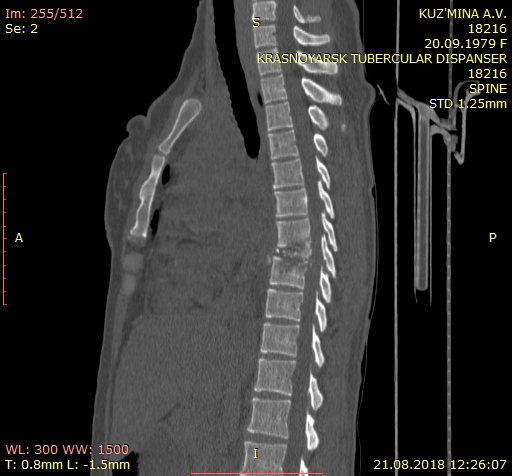 Im: 255/512
Se: 2
S
KUZ'MINA A.V.
18216
20.09.1979 F
KRASNOYARSK TUBERCULAR DISPANSER
18216
SPINE
STD 1.25mm
A
P
WL: 300 WW: 1500
T: 0.8mm L: -1.5mm
I
21.08.2018 12:26:07